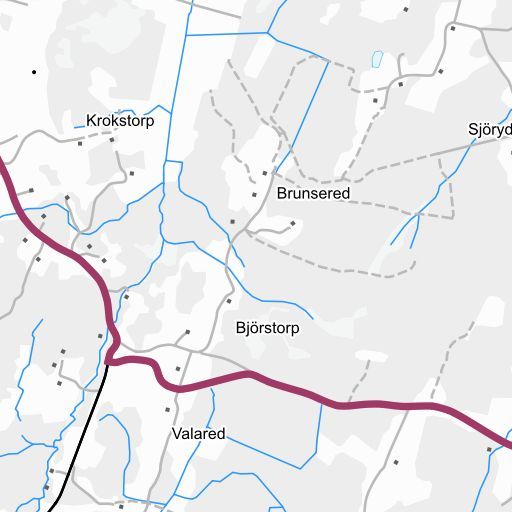 Krokstorp
Sjöryd
Brunsered
Björstorp
Valared